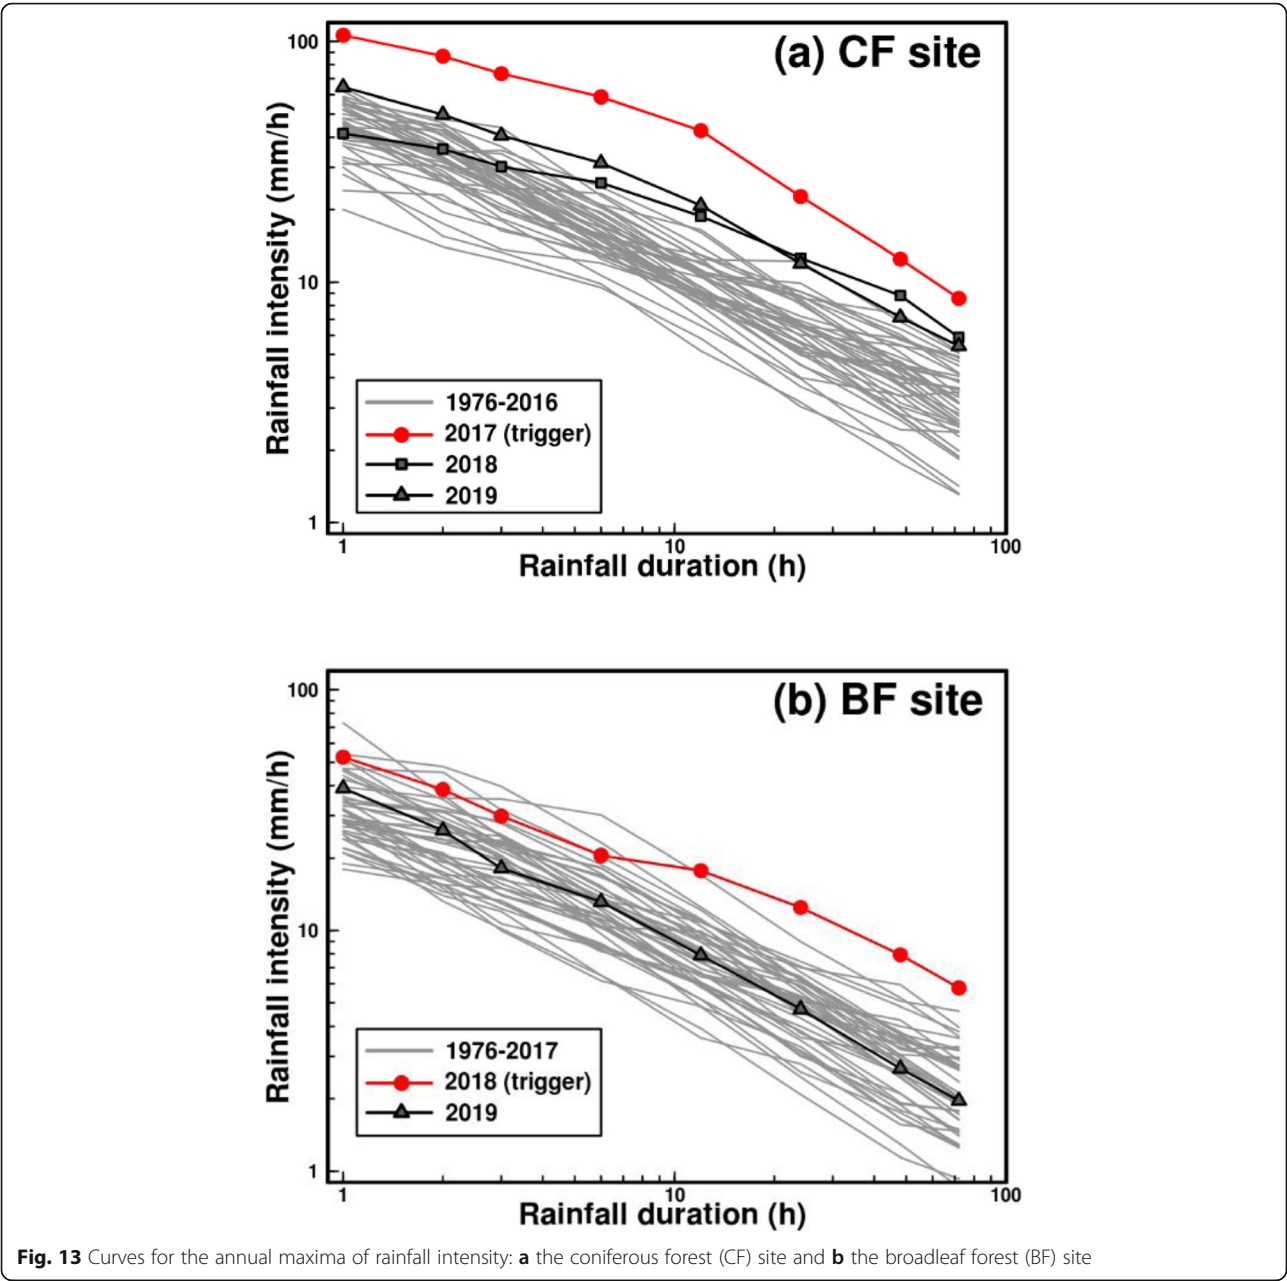 (a) CF site
100
10
1
Rainfall intensity (mm/h)
1976-2016
2017 (trigger)
2018
2019
1
10
100
Rainfall duration (h)
(b) BF site
100
10
1
Rainfall intensity (mm/h)
1976-2017
2018 (trigger)
2019
1
10
100
Rainfall duration (h)
Fig. 13 Curves for the annual maxima of rainfall intensity: a the coniferous forest (CF) site and b the broadleaf forest (BF) site